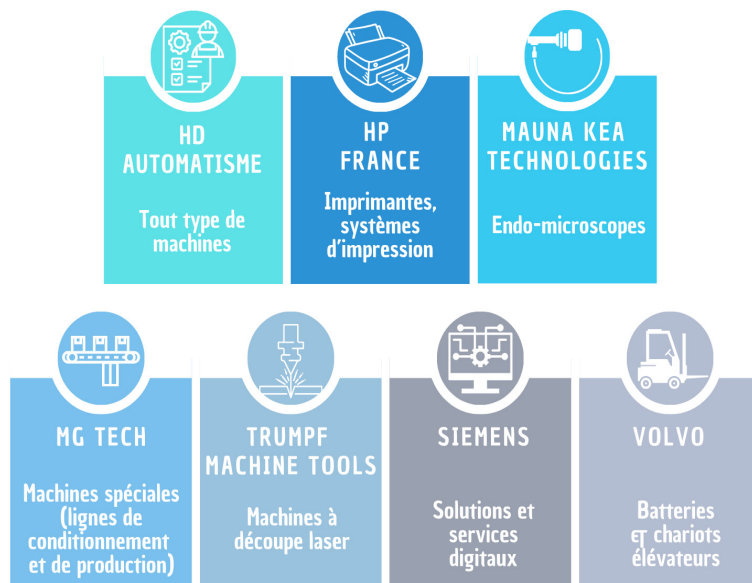 HD
AUTOMATISME
Tout type de
machines
HP
FRANCE
Imprimantes,
systèmes
d'impression
MAUNA KEA
TECHNOLOGIES
Endo-microscopes
MG TECH
Machines spéciales
(lignes de
conditionnement
et de production)
TRUMPF
MACHINE TOOLS
Machines à
découpe laser
SIEMENS
Solutions et
services
digitaux
VOLVO
Batteries
et chariots
élévateurs